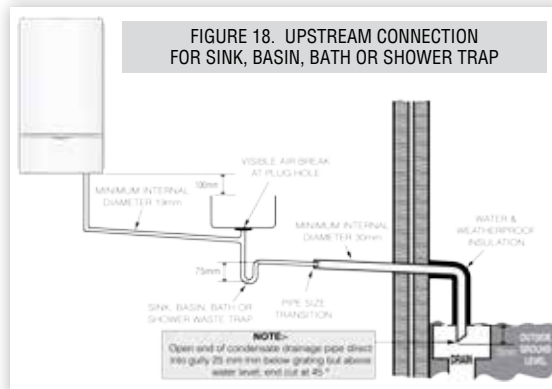 FIGURE 18. UPSTREAM CONNECTION
FOR SINK, BASIN, BATH OR SHOWER TRAP
VISIBLE AIR BREAK
AT PLUG HOLE
100mm
MINIMUM INTERNAL
DIAMETER 19mm
MINIMUM INTERNAL
DIAMETER 30mm
WATER &
WEATHERPROOF
INSULATION
75mm
SINK, BASIN, BATH OR
SHOWER WASTE TRAP
PIPE SIZE
TRANSITION
NOTE:-
Open end of condensate drainage pipe direct
into gully 25 mm min below grating but above
water level; end cut at 45 º
DRAIN
OUTSIDE
GROUND
LEVEL